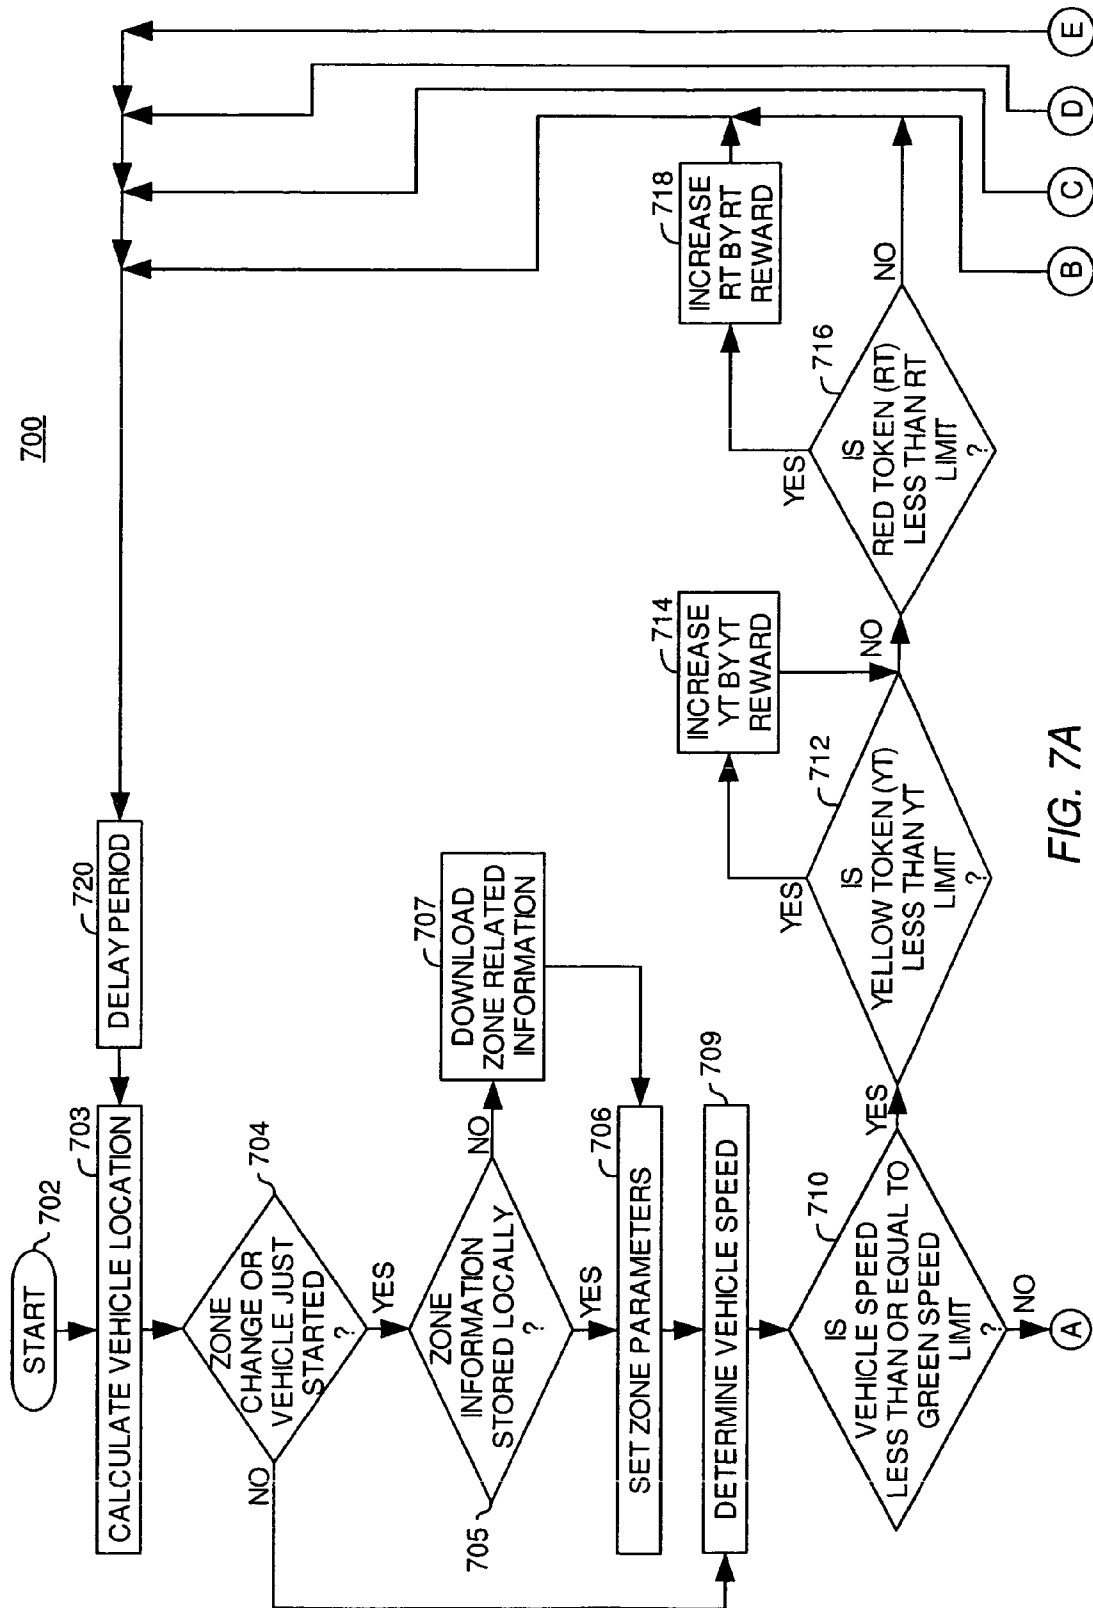 700
START
702
CALCULATE VEHICLE LOCATION
703
DELAY PERIOD
720
ZONE
CHANGE OR
VEHICLE JUST
STARTED
?
704
NO
YES
ZONE
INFORMATION
STORED LOCALLY
?
705
NO
YES
DOWNLOAD
ZONE RELATED
INFORMATION
707
SET ZONE PARAMETERS
706
DETERMINE VEHICLE SPEED
709
IS
VEHICLE SPEED
LESS THAN OR EQUAL TO
GREEN SPEED
LIMIT
?
710
YES
NO
A
IS
YELLOW TOKEN (YT)
LESS THAN YT
LIMIT
?
712
YES
NO
INCREASE
YT BY YT
REWARD
714
IS
RED TOKEN (RT)
LESS THAN RT
LIMIT
?
716
YES
NO
INCREASE
RT BY RT
REWARD
718
B
C
D
E
FIG. 7A